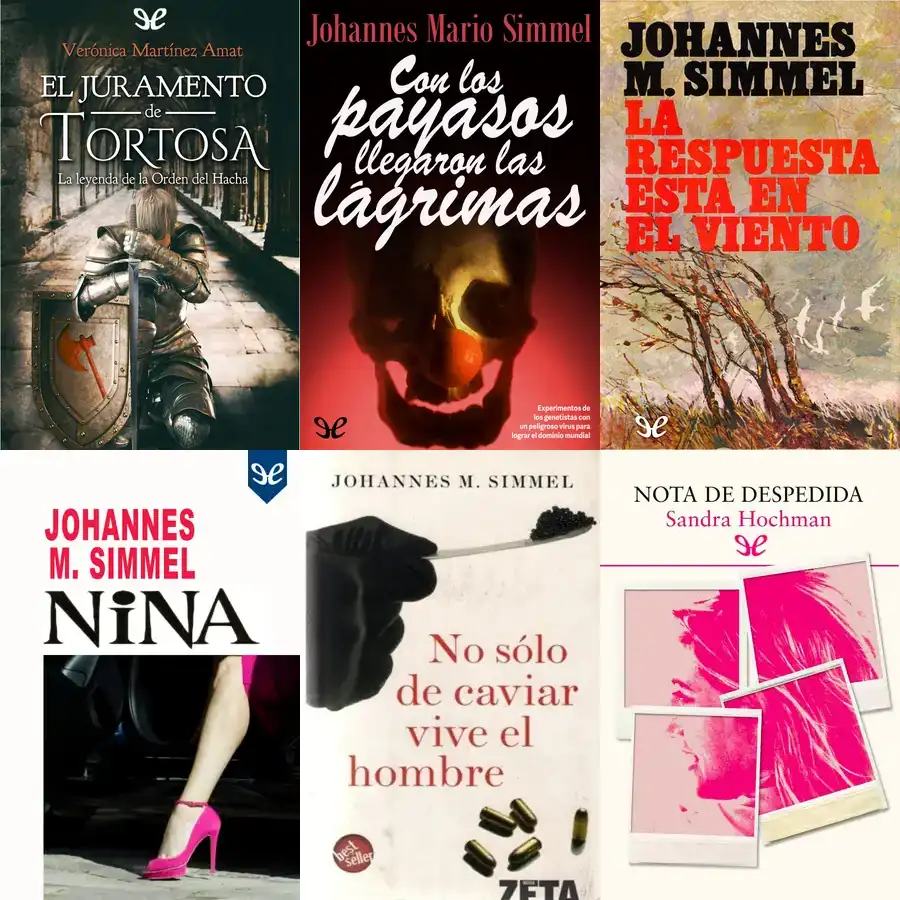 Verónica Martínez Amat
EL JURAMENTO
de
TORTOSA
La leyenda de la Orden del Hacha
Johannes Mario Simmel
Con los
payasos
llegaron las
lágrimas
Experimentos de
los genetistas con
un peligroso virus para
lograr el dominio mundial
JOHANNES
M. SIMMEL
LA
RESPUESTA
ESTA EN
EL VIENTO
JOHANNES
M. SIMMEL
NiNA
JOHANNES M. SIMMEL
No sólo
de caviar
vive el
hombre
best
seller
ZETA
NOTA DE DESPEDIDA
Sandra Hochman